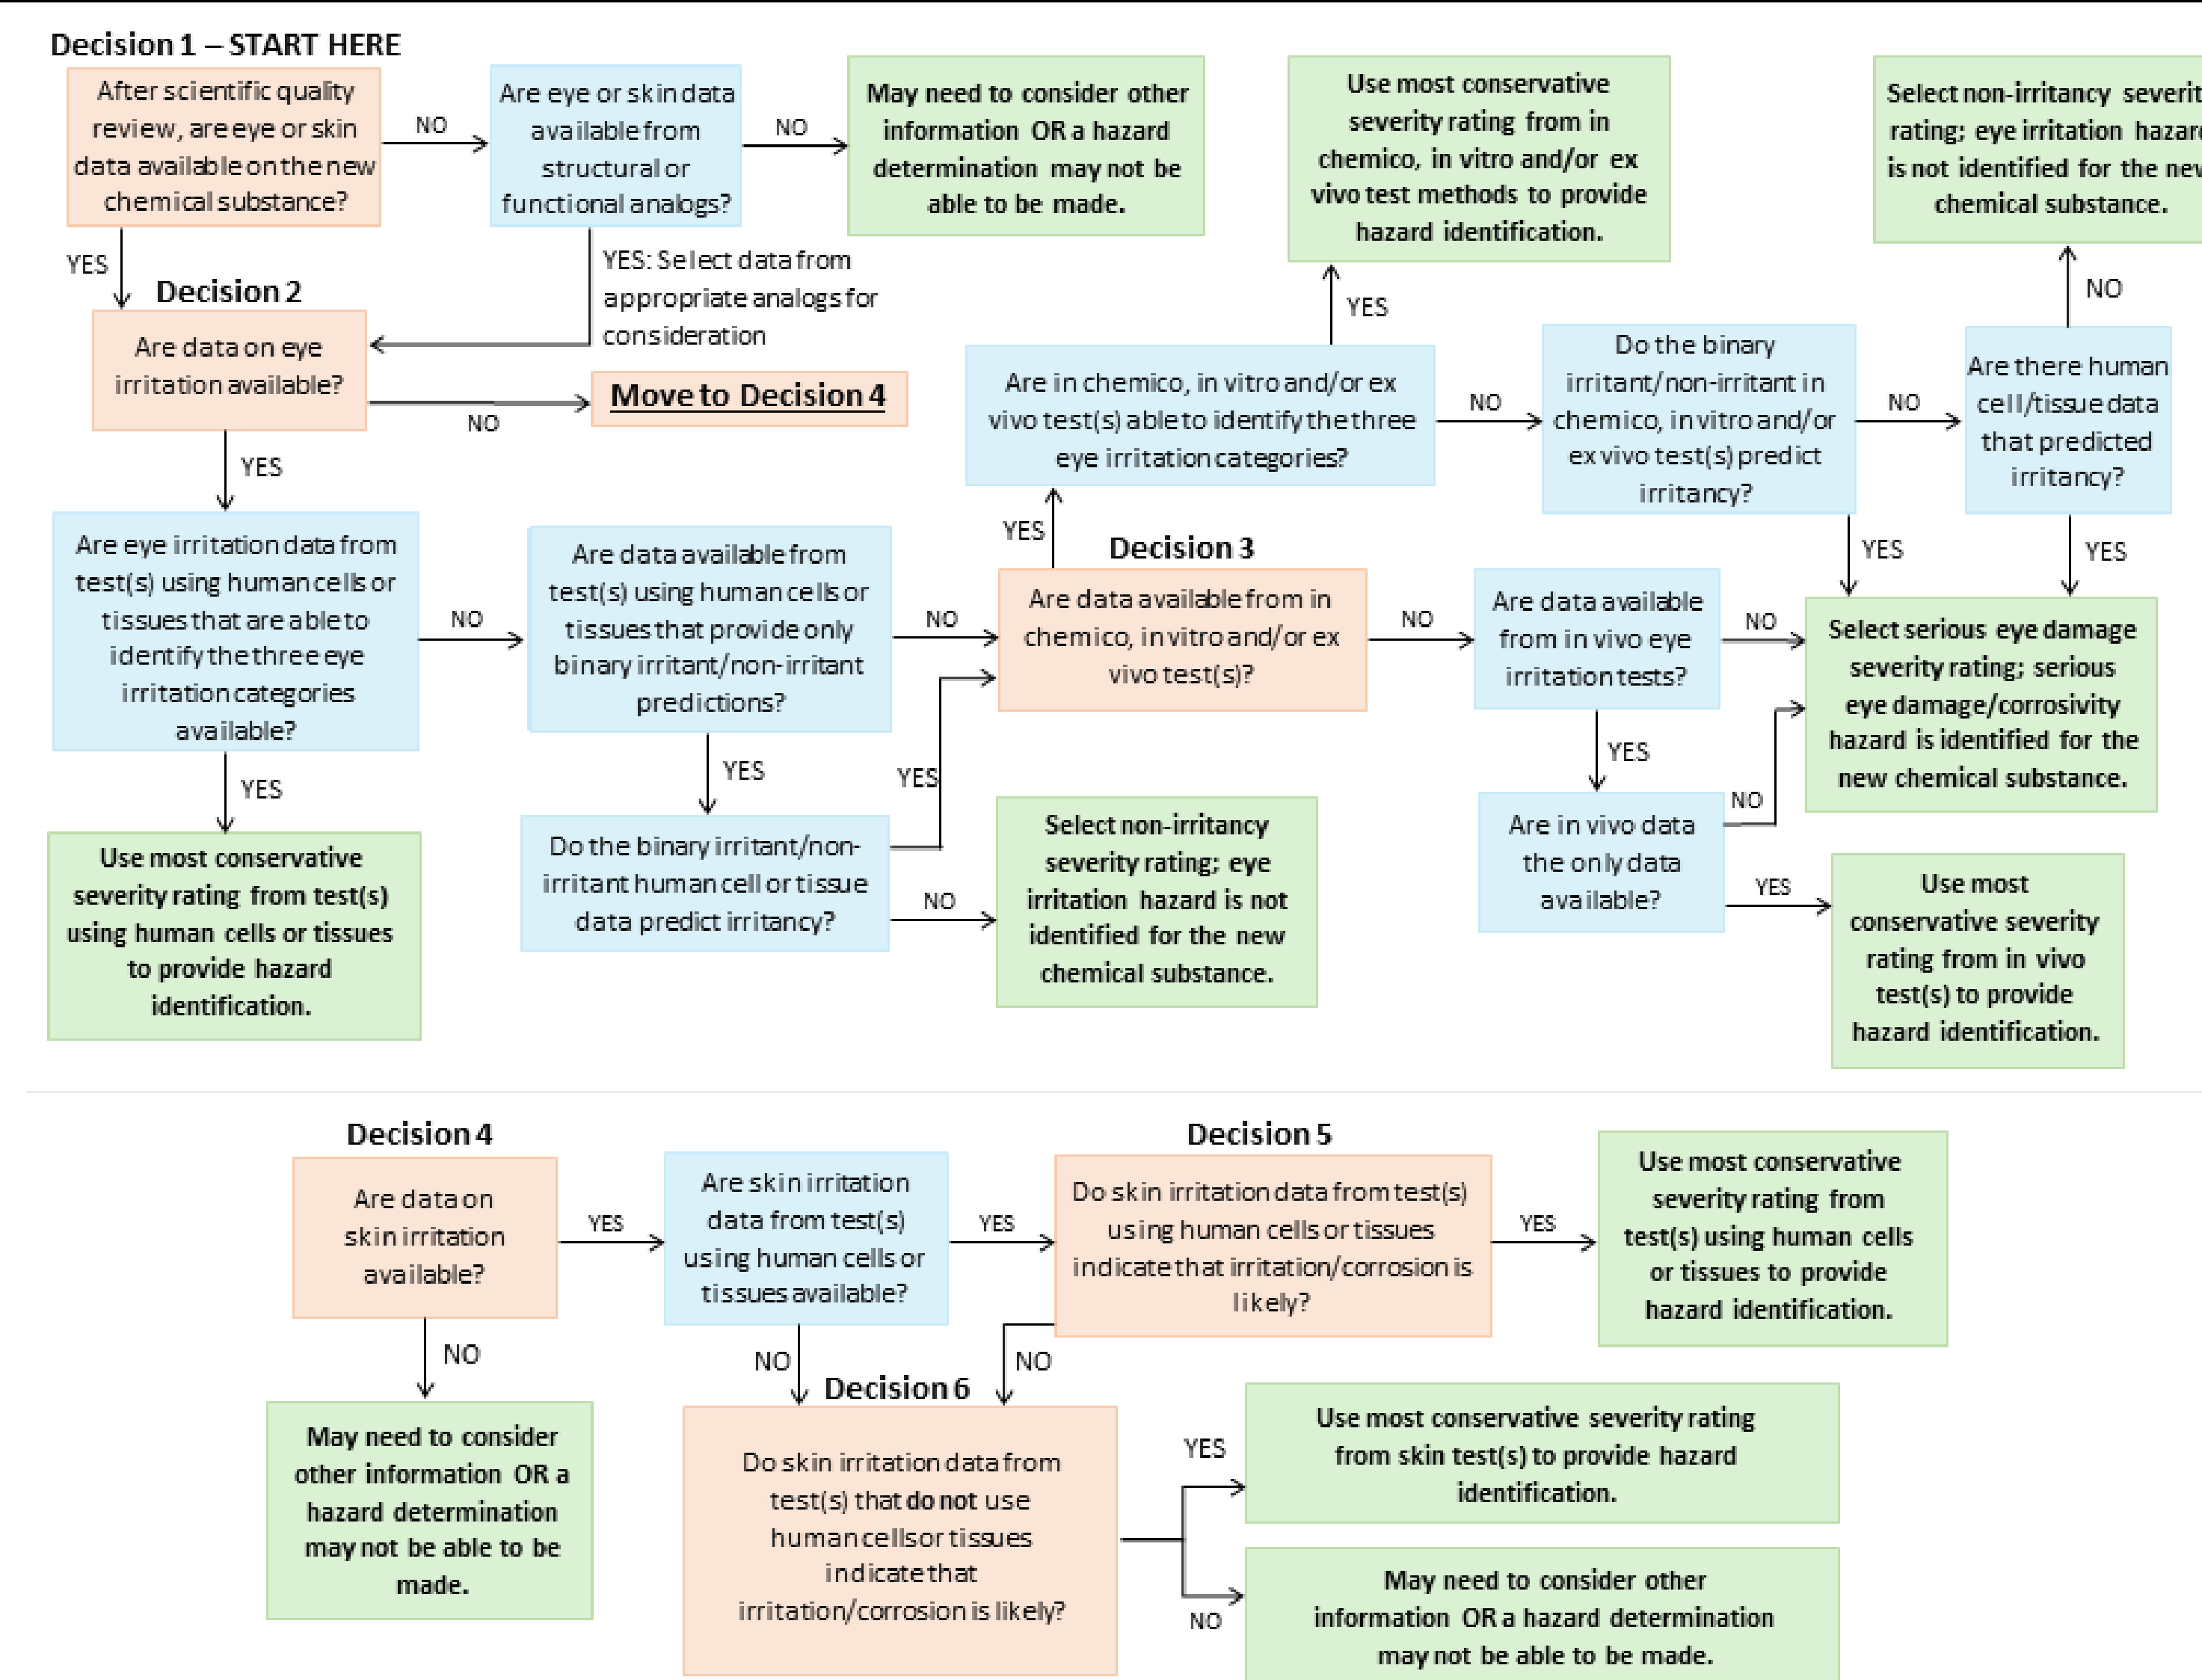 Decision 1 – START HERE
After scientific quality
review, are eye or skin
data available on the new
chemical substance?
NO
Are eye or skin data
available from
structural or
functional analogs?
NO
May need to consider other
information OR a hazard
determination may not be
able to be made.
YES
YES: Select data from
appropriate analogs for
consideration
Decision 2
Are data on eye
irritation available?
NO
Move to Decision 4
YES
Are eye irritation data from
test(s) using human cells or
tissues that are able to
identify the three eye
irritation categories
available?
NO
YES
Use most conservative
severity rating from test(s)
using human cells or tissues
to provide hazard
identification.
Are data available from
test(s) using human cells or
tissues that provide only
binary irritant/non-irritant
predictions?
NO
YES
Do the binary irritant/non-
irritant human cell or tissue
data predict irritancy?
YES
NO
Select non-irritancy
severity rating; eye
irritation hazard is not
identified for the new
chemical substance.
Decision 3
Are data available from in
chemico, in vitro and/or ex
vivo test(s)?
YES
NO
Are in chemico, in vitro and/or ex
vivo test(s) able to identify the three
eye irritation categories?
YES
Use most conservative
severity rating from in
chemico, in vitro and/or ex
vivo test methods to provide
hazard identification.
NO
Do the binary
irritant/non-irritant in
chemico, in vitro and/or
ex vivo test(s) predict
irritancy?
NO
YES
Are there human
cell/tissue data
that predicted
irritancy?
NO
Select non-irritancy severit
rating; eye irritation hazar
is not identified for the new
chemical substance.
YES
Are data available
from in vivo eye
irritation tests?
NO
Select serious eye damage
severity rating; serious
eye damage/corrosivity
hazard is identified for the
new chemical substance.
YES
Are in vivo data
the only data
available?
NO
YES
Use most
conservative severity
rating from in vivo
test(s) to provide
hazard identification.
Decision 4
Are data on
skin irritation
available?
YES
NO
May need to consider
other information OR a
hazard determination
may not be able to be
made.
Are skin irritation
data from test(s)
using human cells or
tissues available?
YES
NO
Decision 5
Do skin irritation data from test(s)
using human cells or tissues
indicate that irritation/corrosion is
likely?
YES
NO
Use most conservative
severity rating from
test(s) using human cells
or tissues to provide
hazard identification.
Decision 6
Do skin irritation data from
test(s) that do not use
human cells or tissues
indicate that
irritation/corrosion is likely?
YES
Use most conservative severity rating
from skin test(s) to provide hazard
identification.
NO
May need to consider other
information OR a hazard determination
may not be able to be made.